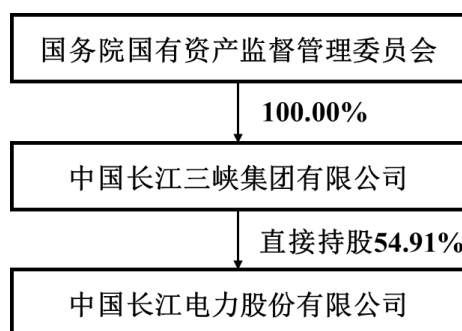 国务院国有资产监督管理委员会
100.00%
中国长江三峡集团有限公司
直接持股54.91%
中国长江电力股份有限公司